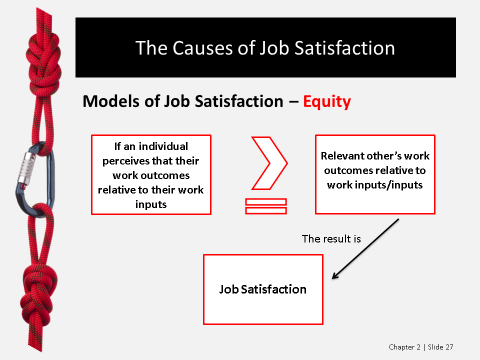 The Causes of Job Satisfaction
Models of Job Satisfaction – Equity
If an individual
perceives that their
work outcomes
relative to their work
inputs
Relevant other's work
outcomes relative to
work inputs/inputs
The result is
Job Satisfaction
Chapter 2 | Slide 27